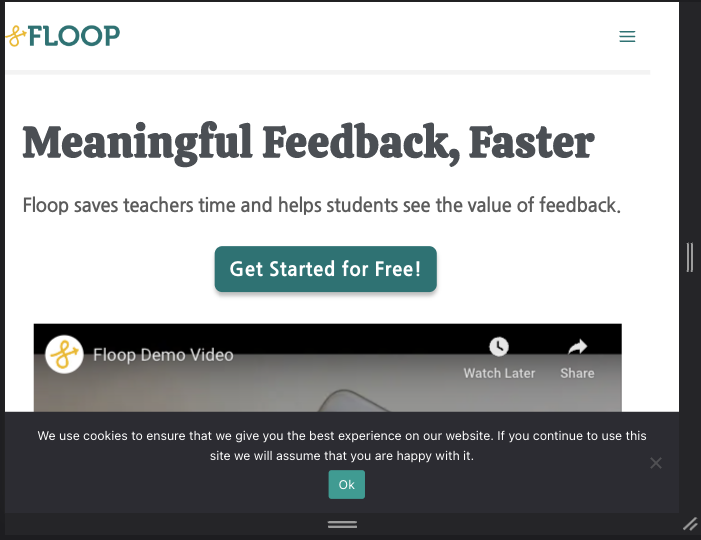 FLOOP
Meaningful Feedback, Faster
Floop saves teachers time and helps students see the value of feedback.
Get Started for Free!
Floop Demo Video
Watch Later
Share
We use cookies to ensure that we give you the best experience on our website. If you continue to use this
site we will assume that you are happy with it.
Ok